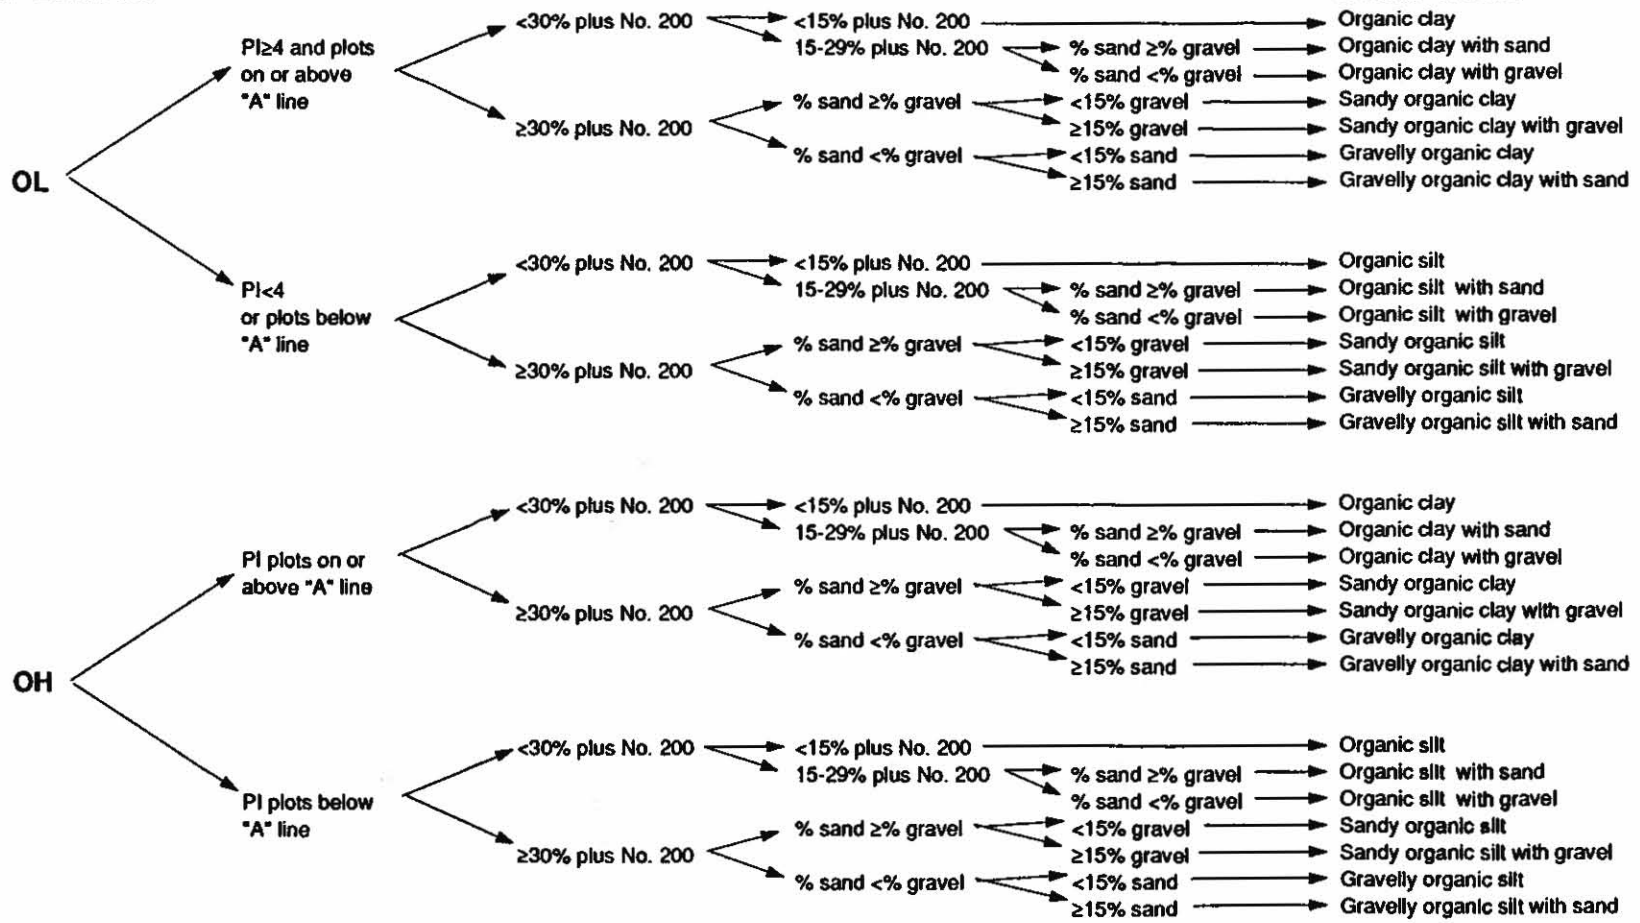 <30% plus No. 200 <15% plus No. 200 Organic clay
PI≥4 and plots 15-29% plus No. 200 % sand ≥% gravel Organic clay with sand
on or above % sand <% gravel Organic clay with gravel
"A" line % sand ≥% gravel <15% gravel Sandy organic clay
≥30% plus No. 200 ≥15% gravel Sandy organic clay with gravel
% sand <% gravel <15% sand Gravelly organic clay
OL ≥15% sand Gravelly organic clay with sand
<30% plus No. 200 <15% plus No. 200 Organic silt
PI<4 15-29% plus No. 200 % sand ≥% gravel Organic silt with sand
or plots below % sand <% gravel Organic silt with gravel
"A" line % sand ≥% gravel <15% gravel Sandy organic silt
≥30% plus No. 200 ≥15% gravel Sandy organic silt with gravel
% sand <% gravel <15% sand Gravelly organic silt
≥15% sand Gravelly organic silt with sand
<30% plus No. 200 <15% plus No. 200 Organic clay
15-29% plus No. 200 % sand ≥% gravel Organic clay with sand
PI plots on or % sand <% gravel Organic clay with gravel
above "A" line % sand ≥% gravel <15% gravel Sandy organic clay
≥30% plus No. 200 ≥15% gravel Sandy organic clay with gravel
% sand <% gravel <15% sand Gravelly organic clay
≥15% sand Gravelly organic clay with sand
OH
<30% plus No. 200 <15% plus No. 200 Organic silt
15-29% plus No. 200 % sand ≥% gravel Organic silt with sand
PI plots below % sand <% gravel Organic silt with gravel
"A" line % sand ≥% gravel <15% gravel Sandy organic silt
≥30% plus No. 200 ≥15% gravel Sandy organic silt with gravel
% sand <% gravel <15% sand Gravelly organic silt
≥15% sand Gravelly organic silt with sand